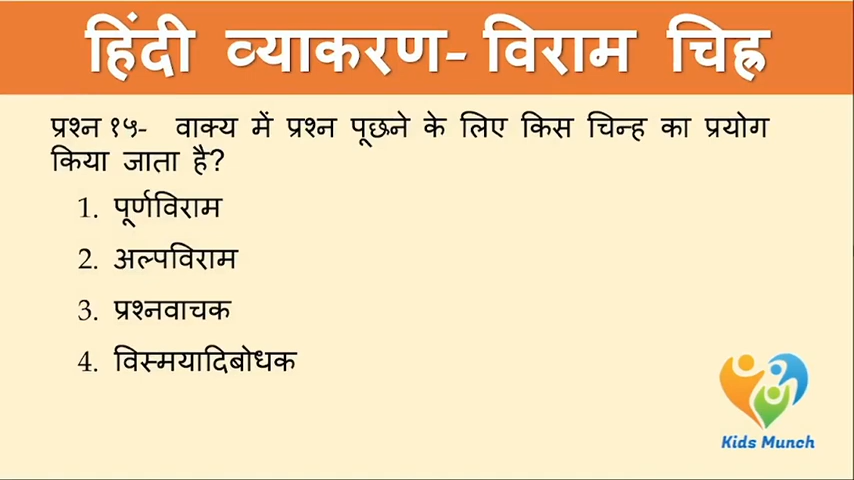 हिंदी व्याकरण- विराम चिह्न
प्रश्न १५- वाक्य में प्रश्न पूछने के लिए किस चिन्ह का प्रयोग
किया जाता है?
1. पूर्णविराम
2. अल्पविराम
3. प्रश्नवाचक
4. विस्मयादिबोधक
Kids Munch